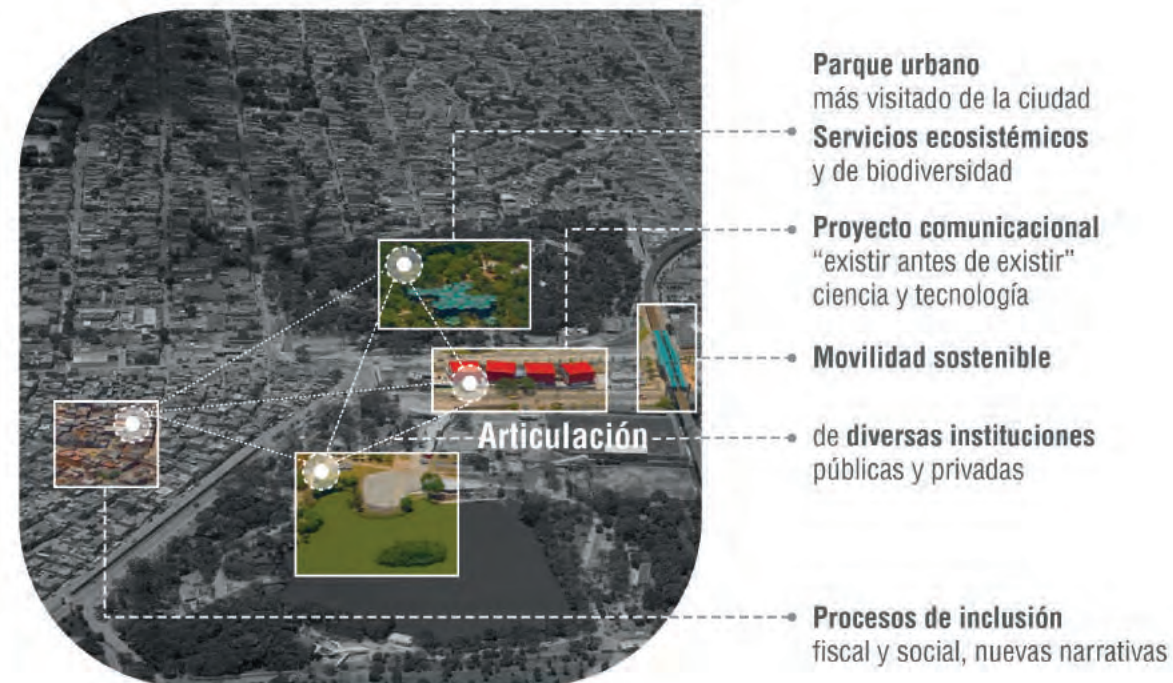 Parque urbano
más visitado de la ciudad
Servicios ecosistémicos
y de biodiversidad
Proyecto comunicacional
“existir antes de existir”
ciencia y tecnología
Movilidad sostenible
Articulación
de diversas instituciones
públicas y privadas
Procesos de inclusión
fiscal y social, nuevas narrativas